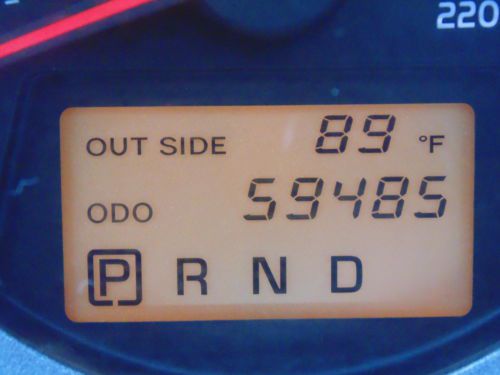 220
OUT SIDE 89 °F
ODO 59485
P R N D